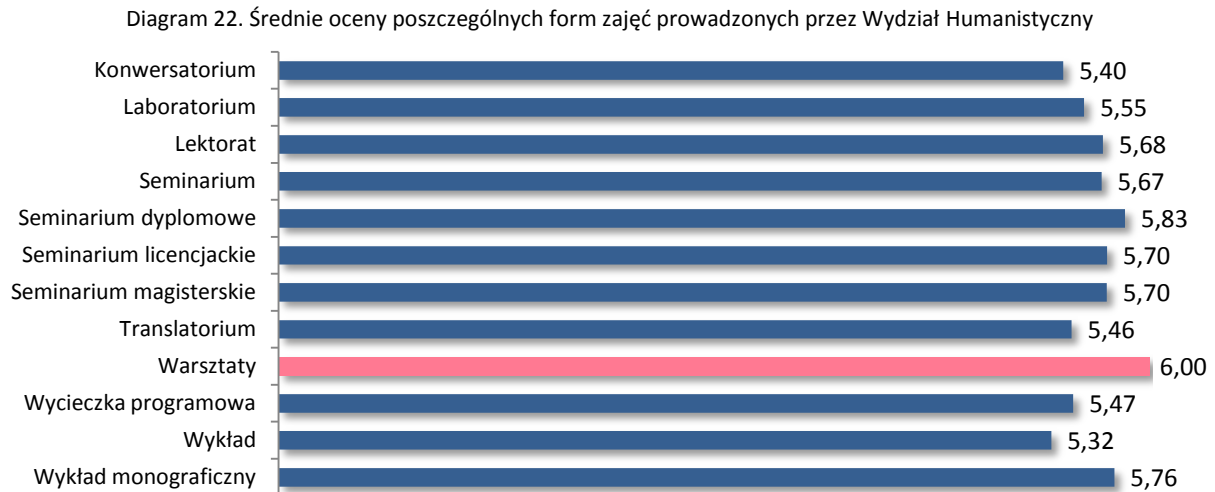 Diagram 22. Średnie oceny poszczególnych form zajęć prowadzonych przez Wydział Humanistyczny
Konwersatorium 5,40
Laboratorium 5,55
Lektorat 5,68
Seminarium 5,67
Seminarium dyplomowe 5,83
Seminarium licencjackie 5,70
Seminarium magisterskie 5,70
Translatorium 5,46
Warsztaty 6,00
Wycieczka programowa 5,47
Wykład 5,32
Wykład monograficzny 5,76